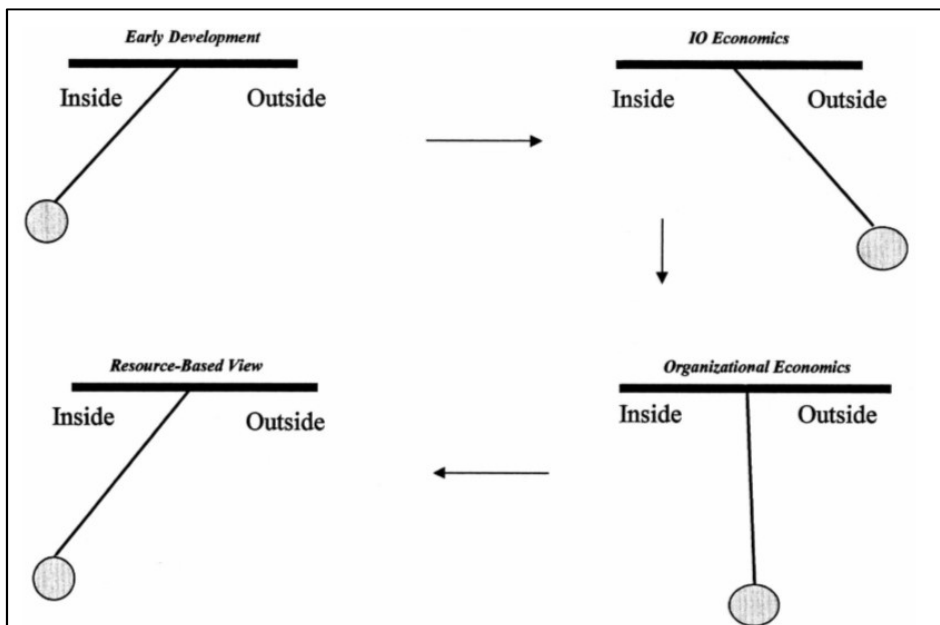 Early Development
Inside Outside
IO Economics
Inside Outside
Resource-Based View
Inside Outside
Organizational Economics
Inside Outside